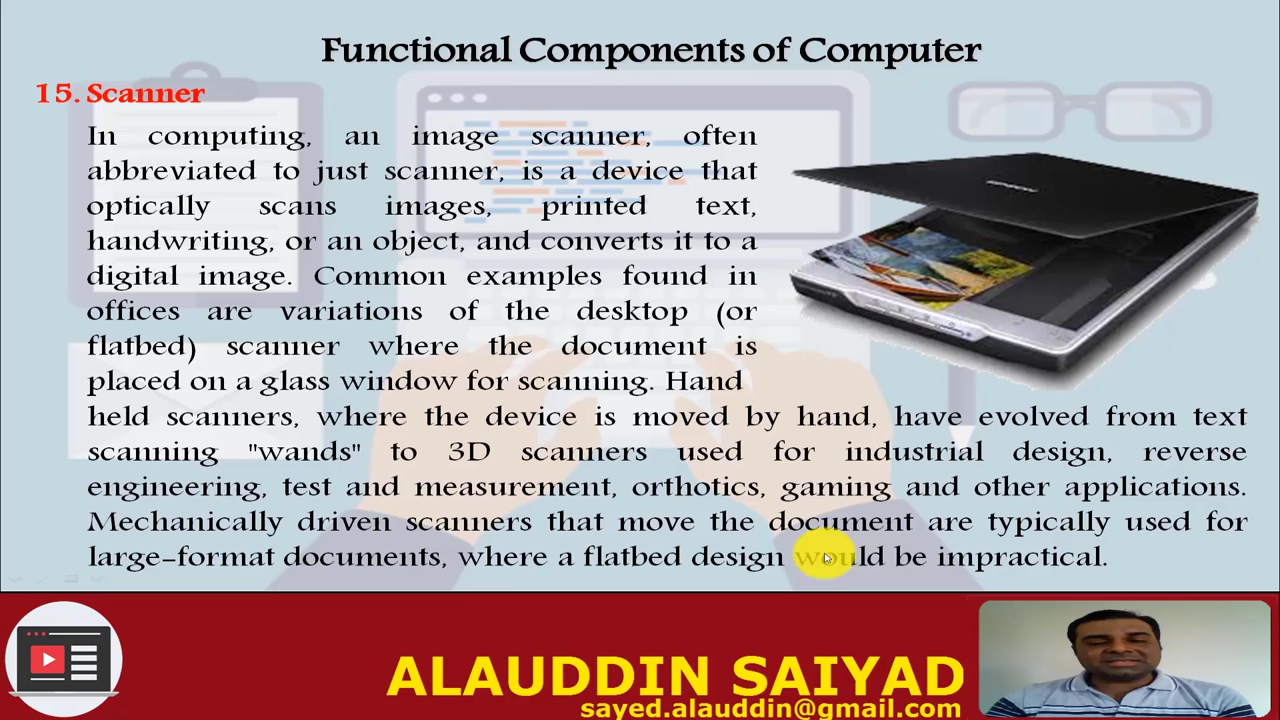 Functional Components of Computer
15. Scanner
In computing, an image scanner, often
abbreviated to just scanner, is a device that
optically scans images, printed text,
handwriting, or an object, and converts it to a
digital image. Common examples found in
offices are variations of the desktop (or
flatbed) scanner where the document is
placed on a glass window for scanning. Hand
held scanners, where the device is moved by hand, have evolved from text
scanning "wands" to 3D scanners used for industrial design, reverse
engineering, test and measurement, orthotics, gaming and other applications.
Mechanically driven scanners that move the document are typically used for
large-format documents, where a flatbed design would be impractical.
ALAUDDIN SAIYAD
sayed.alauddin@gmail.com